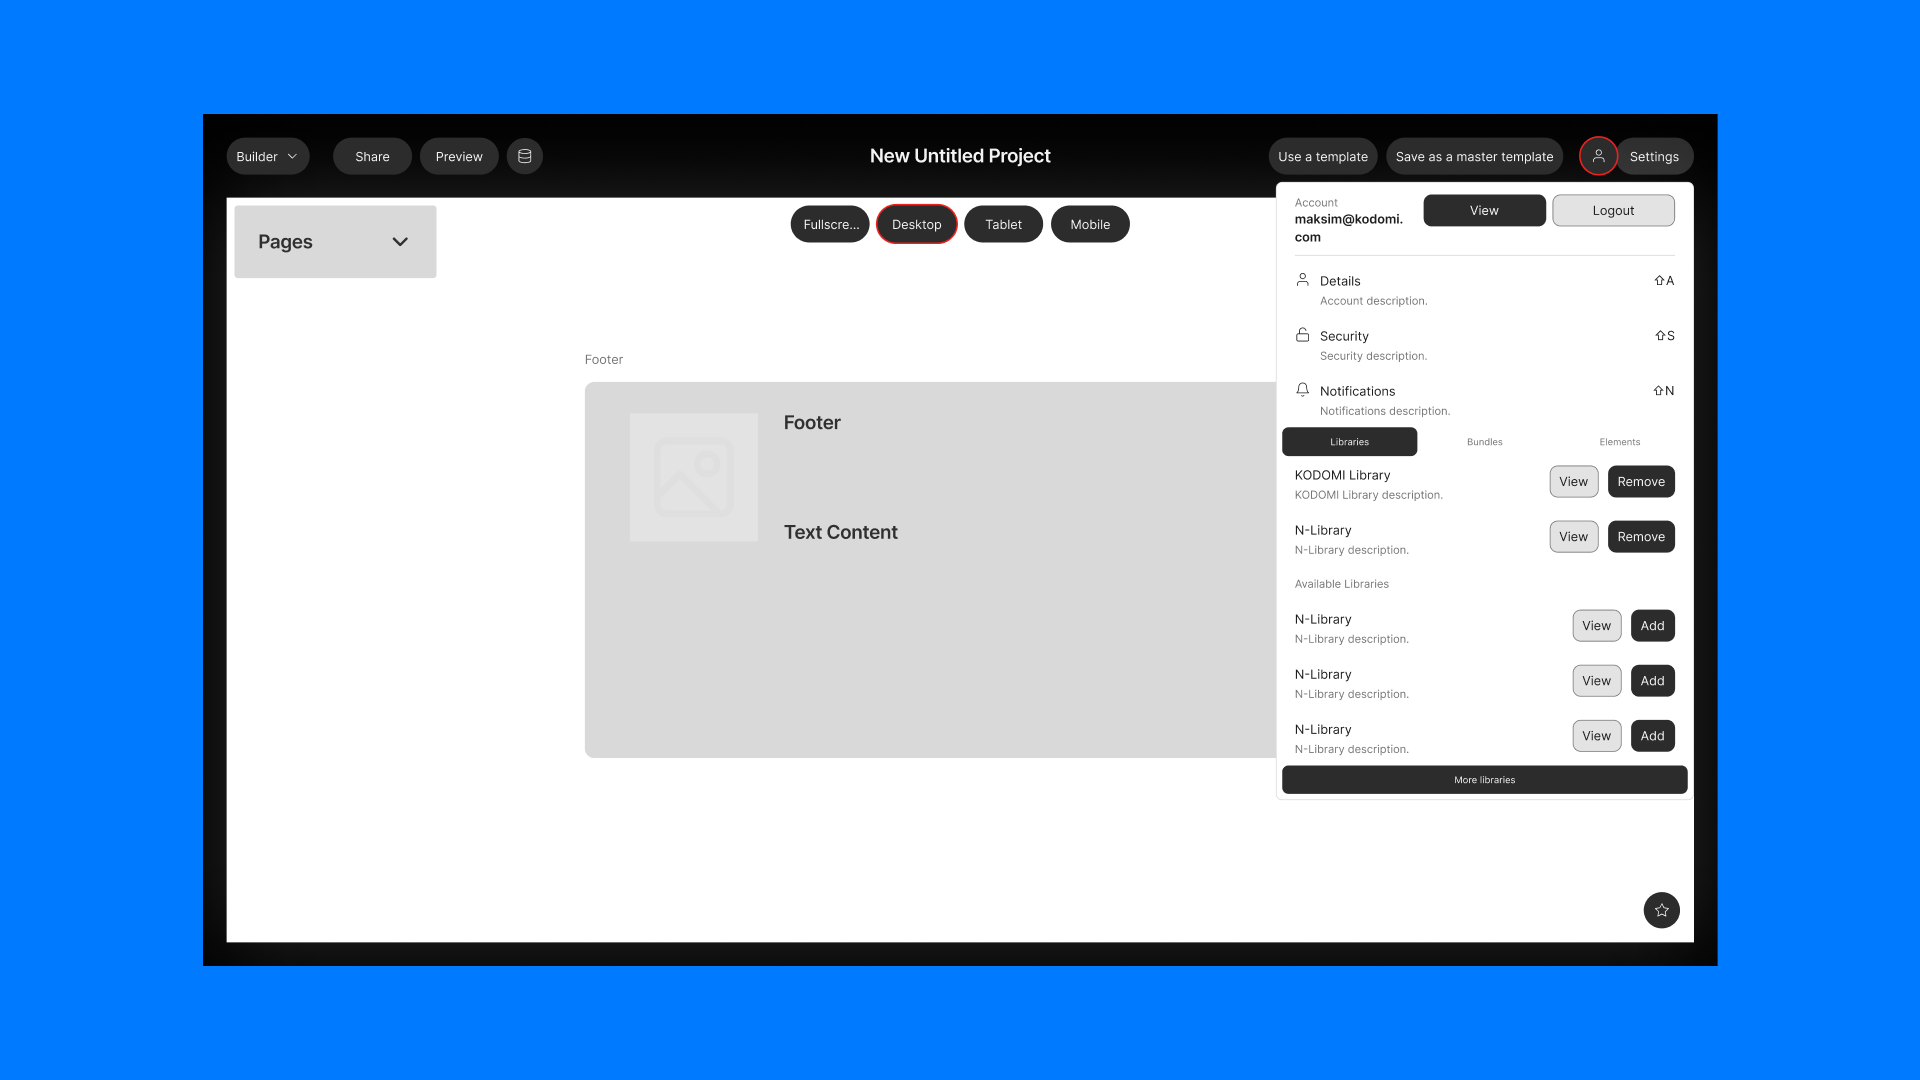 Builder
Share
Preview
New Untitled Project
Use a template
Save as a master template
Settings
Pages
Fullscre...
Desktop
Tablet
Mobile
Footer
Footer
Text Content
Account
maksim@kodomi.
com
View
Logout
Details
⇧A
Account description.
Security
⇧S
Security description.
Notifications
⇧N
Notifications description.
Libraries
Bundles
Elements
KODOMI Library
KODOMI Library description.
View
Remove
N-Library
N-Library description.
View
Remove
Available Libraries
N-Library
N-Library description.
View
Add
N-Library
N-Library description.
View
Add
N-Library
N-Library description.
View
Add
More libraries